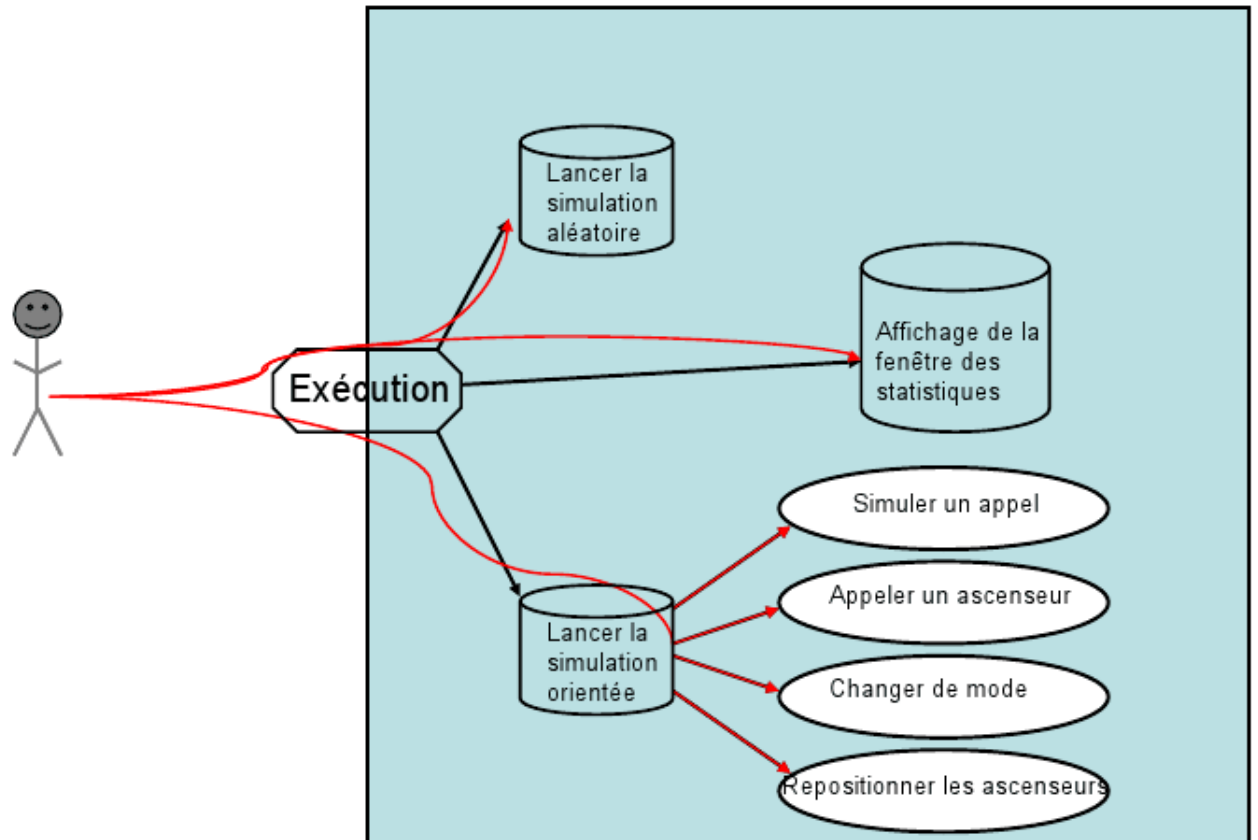 Lancer la
simulation
aléatoire
Exécution
Affichage de la
fenêtre des
statistiques
Simuler un appel
Appeler un ascenseur
Lancer la
simulation
orientée
Changer de mode
Repositionner les ascenseurs